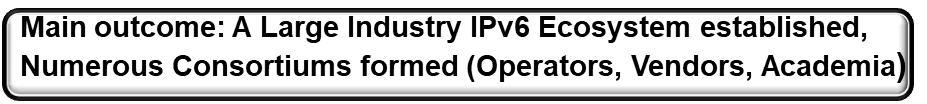 Main outcome: A Large Industry IPv6 Ecosystem established,
Numerous Consortiums formed (Operators, Vendors, Academia)